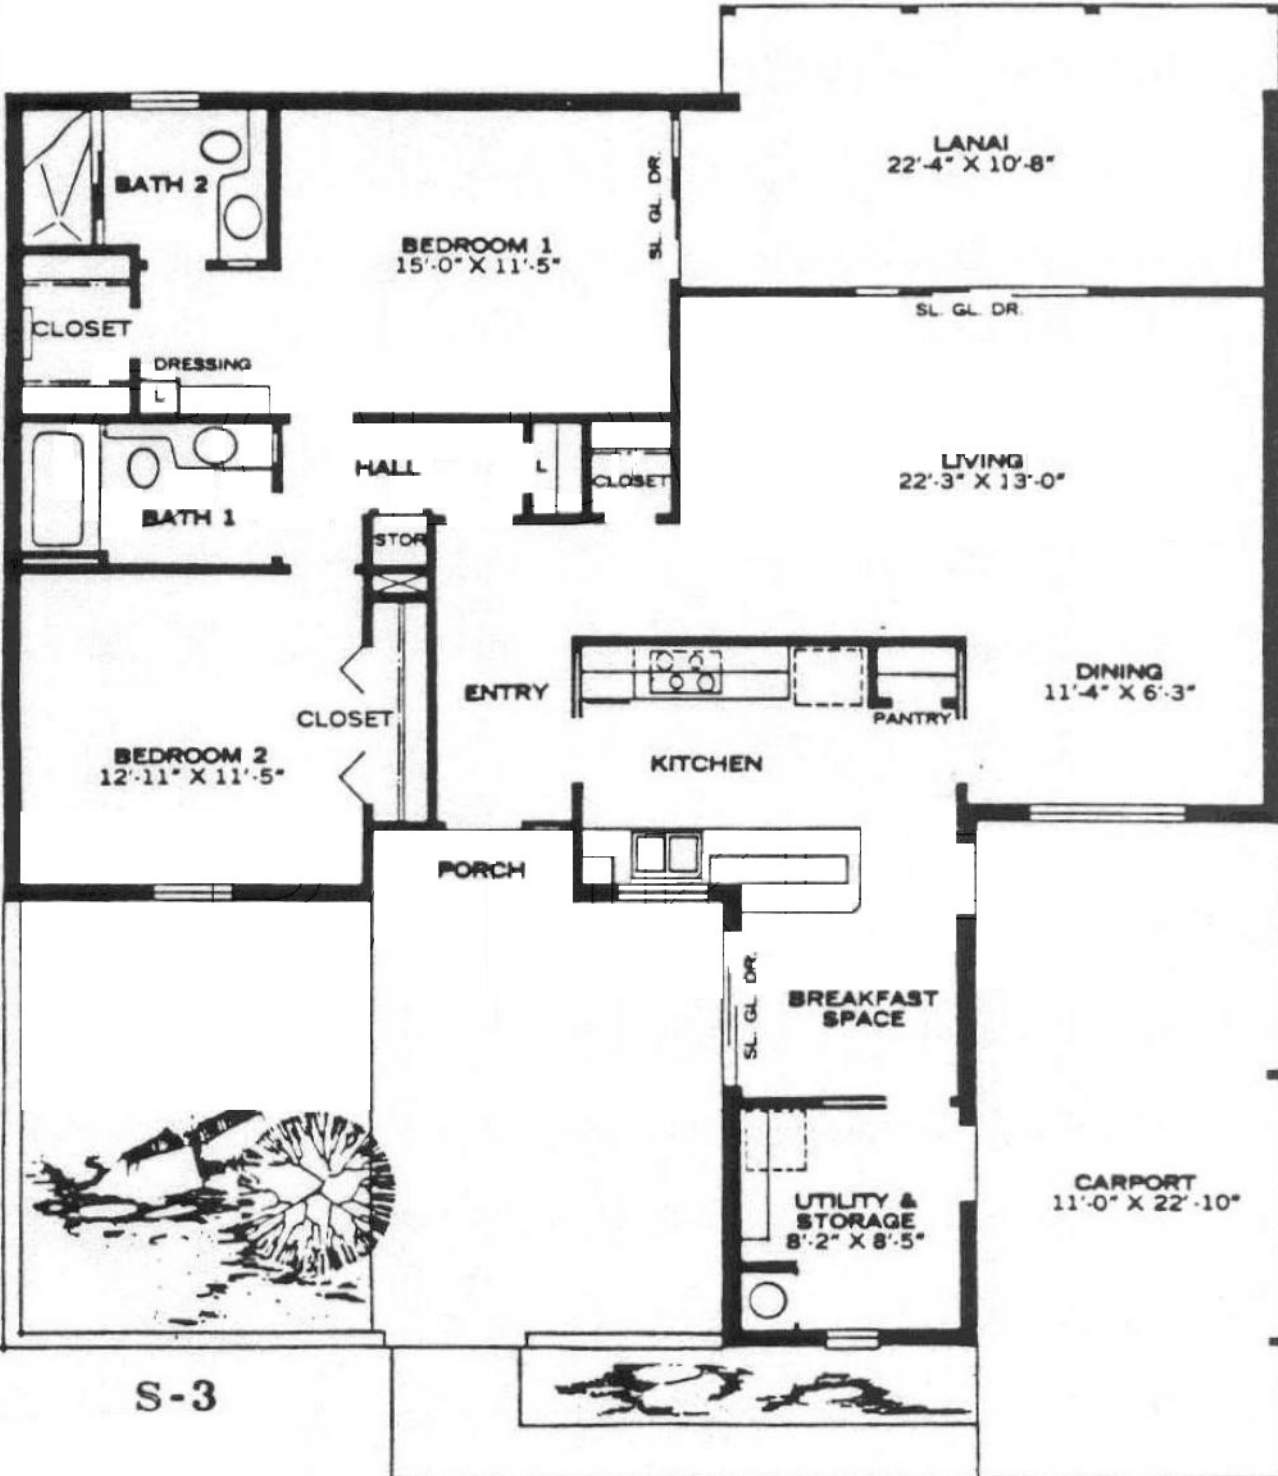 LANAI
22'-4" X 10'-8"
BATH 2
SL. GL. DR.
BEDROOM 1
15'-0" X 11'-5"
SL. GL. DR.
CLOSET
DRESSING
L
LIVING
22'-3" X 13'-0"
HALL
L
CLOSET
BATH 1
STOR
DINING
11'-4" X 6'-3"
ENTRY
CLOSET
PANTRY
BEDROOM 2
12'-11" X 11'-5"
KITCHEN
PORCH
SL. GL. DR.
BREAKFAST
SPACE
CARPORT
11'-0" X 22'-10"
UTILITY &
STORAGE
8'-2" X 8'-5"
S-3